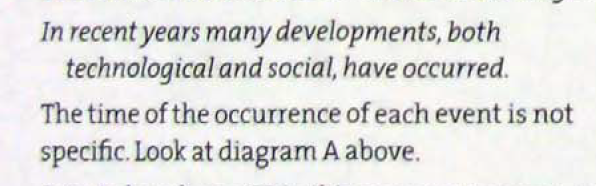 In recent years many developments, both
technological and social, have occurred.
The time of the occurrence of each event is not
specific. Look at diagram A above.